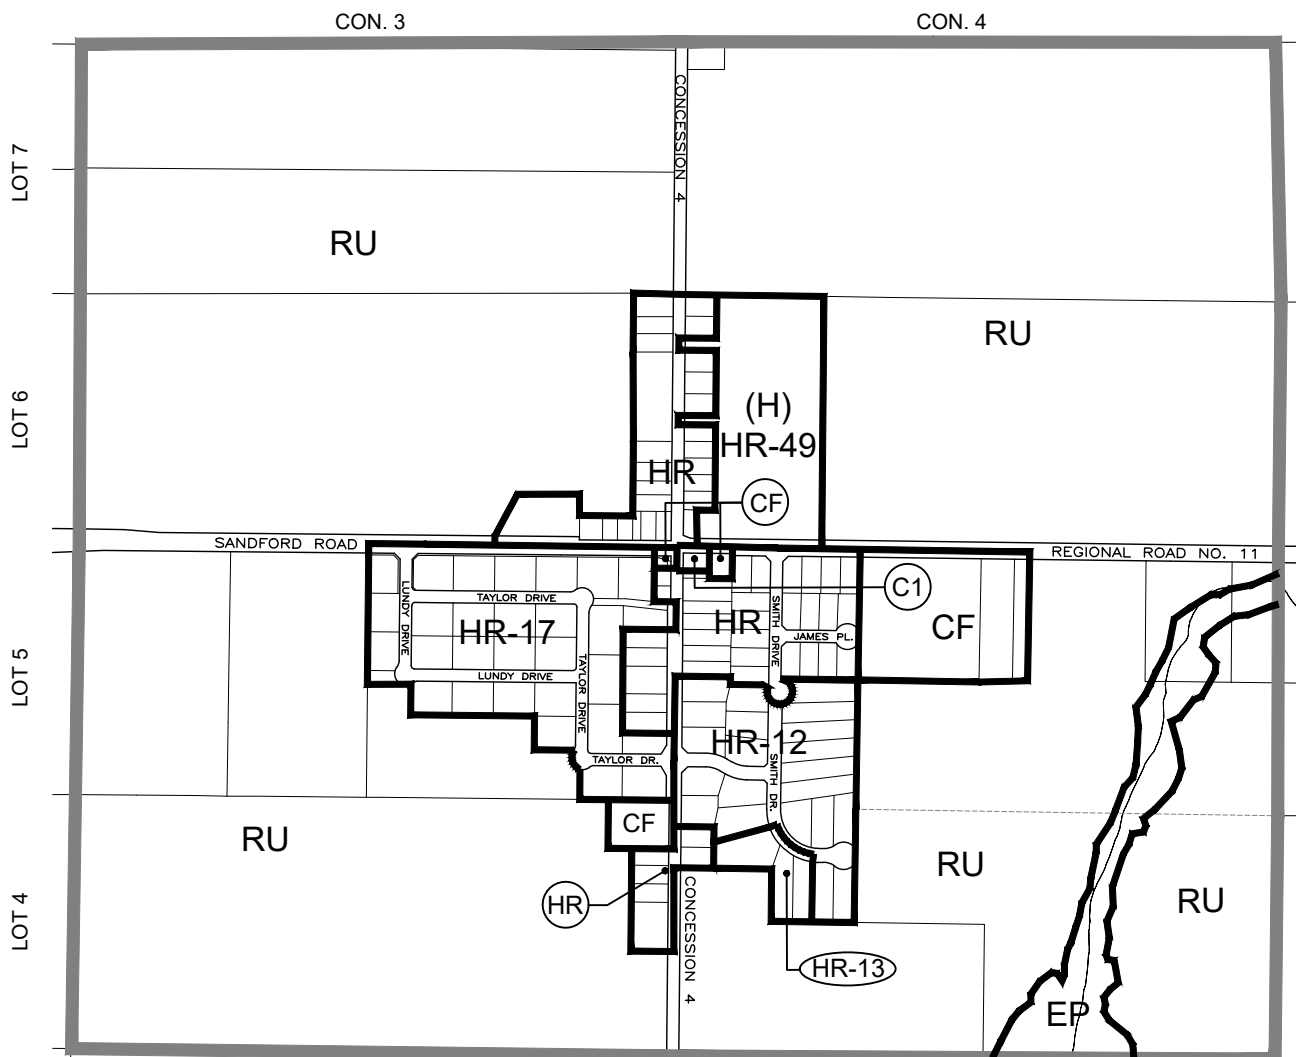 CON. 3
CON. 4
CONCESSION 4
LOT 7
RU
RU
LOT 6
(H)
HR-49
HR
CF
SANDFORD ROAD
REGIONAL ROAD NO. 11
C1
LUNDY DRIVE
TAYLOR DRIVE
SMITH DRIVE
HR-17
HR
JAMES PL.
CF
LOT 5
LUNDY DRIVE
TAYLOR DRIVE
HR-12
TAYLOR DR.
SMITH DR.
CF
RU
RU
RU
LOT 4
HR
CONCESSION 4
HR-13
EP